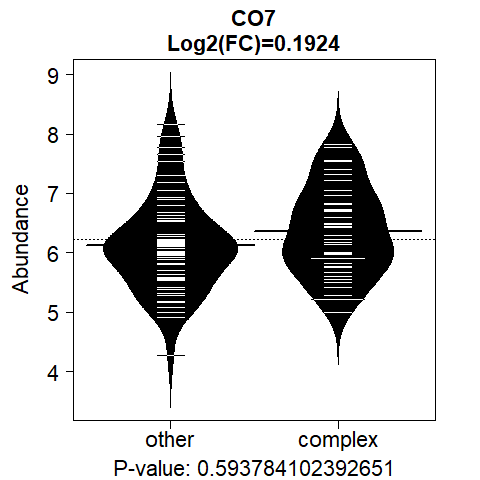 CO7
Log2(FC)=0.1924
9
8
7
6
5
4
Abundance
other complex
P-value: 0.593784102392651